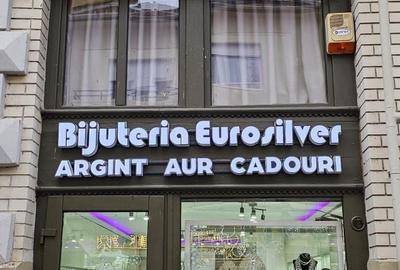 Bijuteria Eurosilver
ARGINT AUR CADOURI